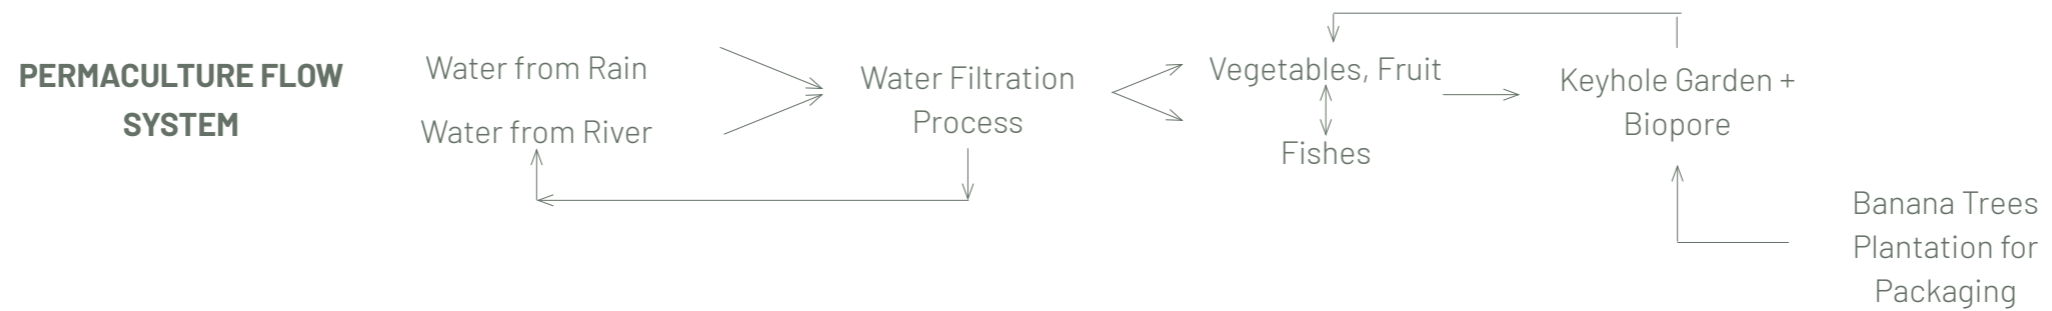 PERMACULTURE FLOW
SYSTEM
Water from Rain
Water from River
Water Filtration
Process
Vegetables, Fruit
Fishes
Keyhole Garden +
Biopore
Banana Trees
Plantation for
Packaging